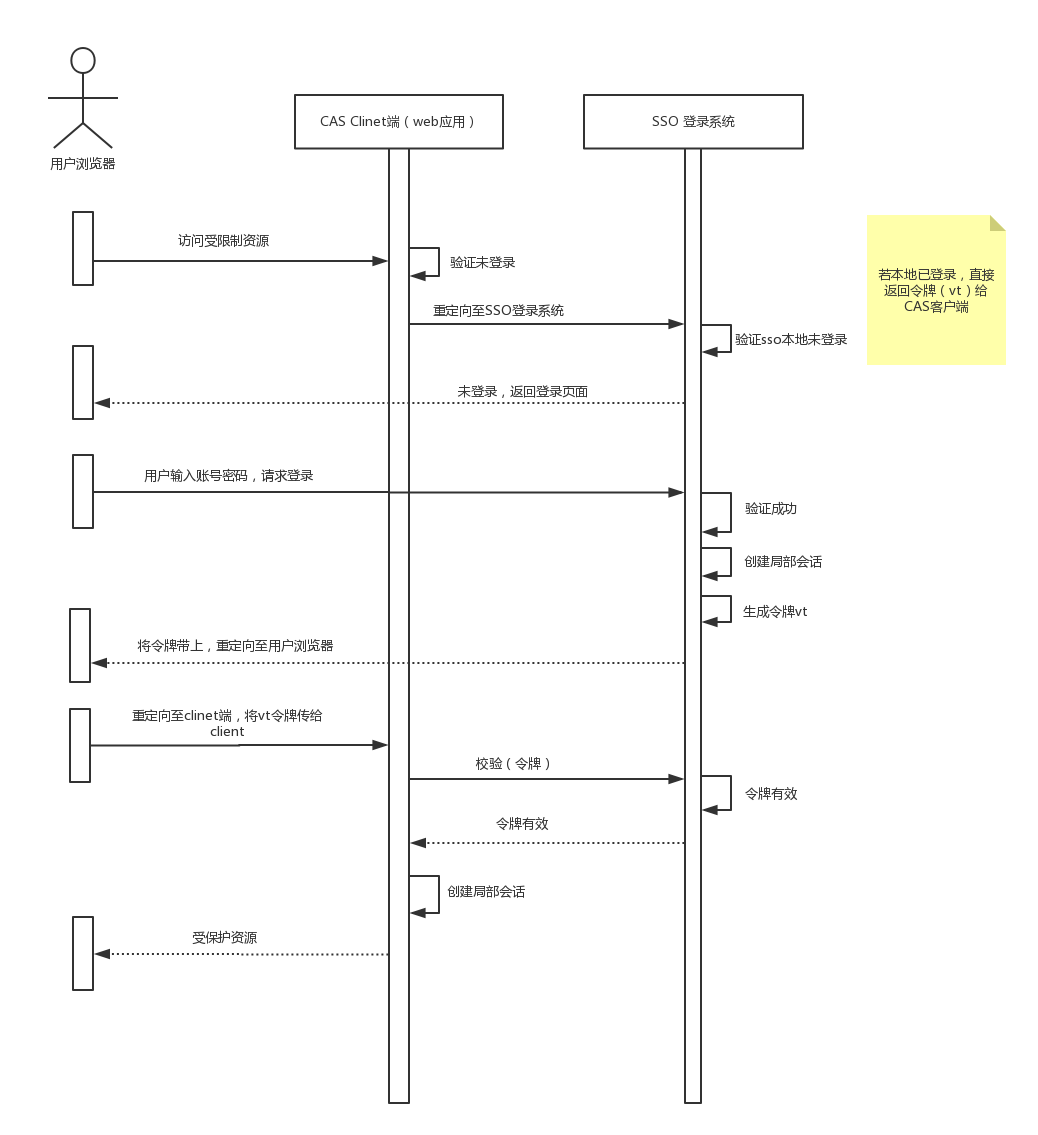 用户浏览器
CAS Clinet端（web应用）
SSO 登录系统
访问受限制资源
验证未登录
若本地已登录，直接
返回令牌（vt）给
CAS客户端
重定向至SSO登录系统
验证sso本地未登录
未登录，返回登录页面
用户输入账号密码，请求登录
验证成功
创建局部会话
生成令牌vt
将令牌带上，重定向至用户浏览器
重定向至clinet端，将vt令牌传给
client
校验（令牌）
令牌有效
令牌有效
创建局部会话
受保护资源